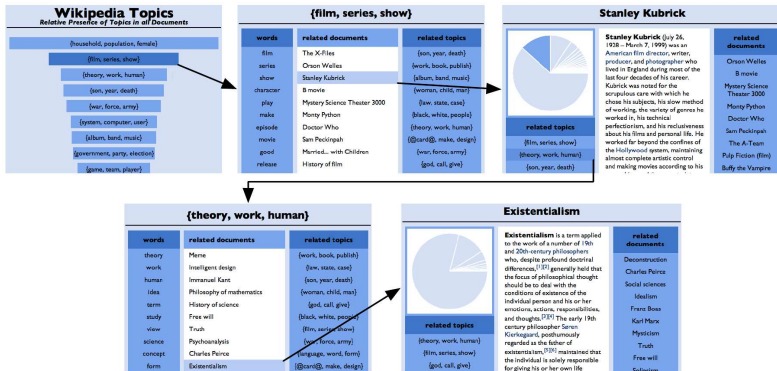 Wikipedia Topics
Relative Presence of Topics in all Documents
{household, population, female}
{film, series, show}
{theory, work, human}
{son, year, death}
{war, force, army}
{system, computer, user}
{album, band, music}
{government, party, election}
{game, team, player}
{film, series, show}
words related documents related topics
film The X-Files {son, year, death}
series Orson Welles {work, book, publish}
show Stanley Kubrick {album, band, music}
character B movie {woman, child, man}
play Mystery Science Theater 3000 {law, state, case}
make Monty Python {black, white, people}
episode Doctor Who {theory, work, human}
movie Sam Peckinpah {@card@, make, design}
good Married... with Children {war, force, army}
release History of film {god, call, give}
Stanley Kubrick
Stanley Kubrick (July 26,
1928 – March 7, 1999) was an
American film director, writer,
producer, and photographer who
lived in England during most of the
last four decades of his career.
Kubrick was noted for the
scrupulous care with which he
chose his subjects, his slow method
of working, the variety of genres he
worked in, his technical
perfectionism, and his reclusiveness
about his films and personal life. He
worked far beyond the confines of
the Hollywood system, maintaining
almost complete artistic control
and making movies according to his
related topics
{film, series, show}
{theory, work, human}
{son, year, death}
related
documents
Orson Welles
B movie
Mystery Science
Theater 3000
Monty Python
Doctor Who
Sam Peckinpah
The A-Team
Pulp Fiction (film)
Buffy the Vampire
{theory, work, human}
words related documents related topics
theory Meme {work, book, publish}
work Intelligent design {law, state, case}
human Immanuel Kant {son, year, death}
idea Philosophy of mathematics {woman, child, man}
term History of science {god, call, give}
study Free will {black, white, people}
view Truth {film, series, show}
science Psychoanalysis {war, force, army}
concept Charles Peirce {language, word, form}
form Existentialism {@card@, make, design}
Existentialism
Existentialism is a term applied
to the work of a number of 19th
and 20th-century philosophers
who, despite profound doctrinal
differences,[1][2] generally held that
the focus of philosophical thought
should be to deal with the
conditions of existence of the
individual person and his or her
emotions, actions, responsibilities,
and thoughts.[3][4] The early 19th
century philosopher Søren
Kierkegaard, posthumously
regarded as the father of
existentialism,[5][6] maintained that
the individual is solely responsible
for giving his or her own life
related topics
{theory, work, human}
{film, series, show}
{god, call, give}
related
documents
Deconstruction
Charles Peirce
Social sciences
Idealism
Franz Boas
Karl Marx
Mysticism
Truth
Free will
Solipsism